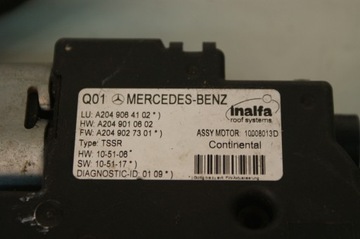 Q01 MERCEDES-BENZ
inalfa
roof systems
LU: A204 906 41 02 *)
HW: A204 901 06 02
FW: A204 902 73 01 *)
Type: TSSR
HW: 10-51-06*
SW: 10-51-17*)
DIAGNOSTIC-ID: 01 09*)
ASSY MOTOR: 10008013D
Continental